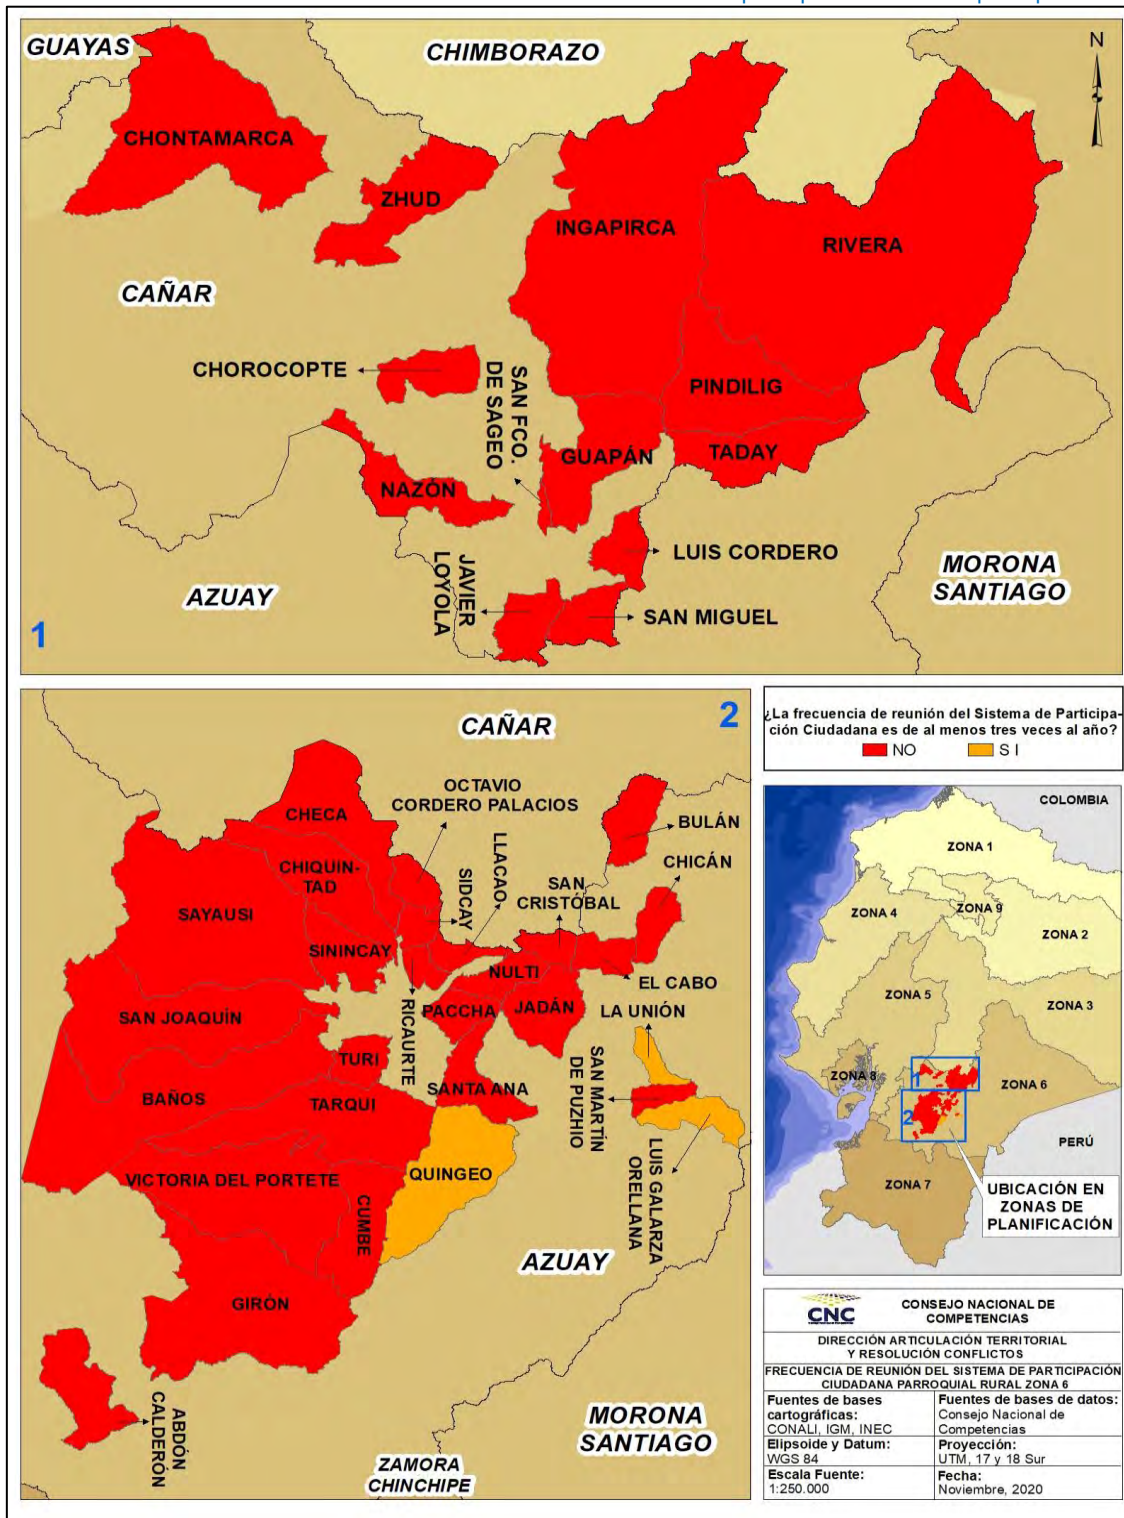 GUAYAS
CHIMBORAZO
N
CHONTAMARCA
ZHUD
INGAPIRCA
RIVERA
CAÑAR
CHOROCOPTE
SAN FCO.
DE SAGEO
PINDILIG
GUAPÁN
TADAY
NAZÓN
LUIS CORDERO
JAVIER
LOYOLA
MORONA
SANTIAGO
AZUAY
SAN MIGUEL
1
2
CAÑAR
OCTAVIO
CORDERO PALACIOS
CHECA
BULÁN
LLACAO
CHIQUIN-
TAD
SIDCAY
SAN
CRISTÓBAL
CHICÁN
SAYAUSI
SININCAY
NULTI
EL CABO
SAN JOAQUÍN
RICAURTE
PACCHA
JADÁN
LA UNIÓN
TURI
SAN MARTÍN
DE PUZHIO
BAÑOS
TARQUI
SANTA ANA
VICTORIA DEL PORTETE
QUINGEO
CUMBE
LUIS GALARZA
ORELLANA
AZUAY
GIRÓN
ABDÓN
CALDERÓN
MORONA
SANTIAGO
ZAMORA
CHINCHIPE
¿La frecuencia de reunión del Sistema de Participa-
ción Ciudadana es de al menos tres veces al año?
NO
S I
COLOMBIA
ZONA 1
ZONA 4
ZONA 9
ZONA 2
ZONA 5
ZONA 3
ZONA 8
1
ZONA 6
2
PERÚ
ZONA 7
UBICACIÓN EN
ZONAS DE
PLANIFICACIÓN
CNC
CONSEJO NACIONAL DE
COMPETENCIAS
DIRECCIÓN ARTICULACIÓN TERRITORIAL
Y RESOLUCIÓN CONFLICTOS
FRECUENCIA DE REUNIÓN DEL SISTEMA DE PARTICIPACIÓN
CIUDADANA PARROQUIAL RURAL ZONA 6
Fuentes de bases
cartográficas:
CONALI, IGM, INEC
Fuentes de bases de datos:
Consejo Nacional de
Competencias
Elipsoide y Datum:
WGS 84
Proyección:
UTM, 17 y 18 Sur
Escala Fuente:
1:250.000
Fecha:
Noviembre, 2020